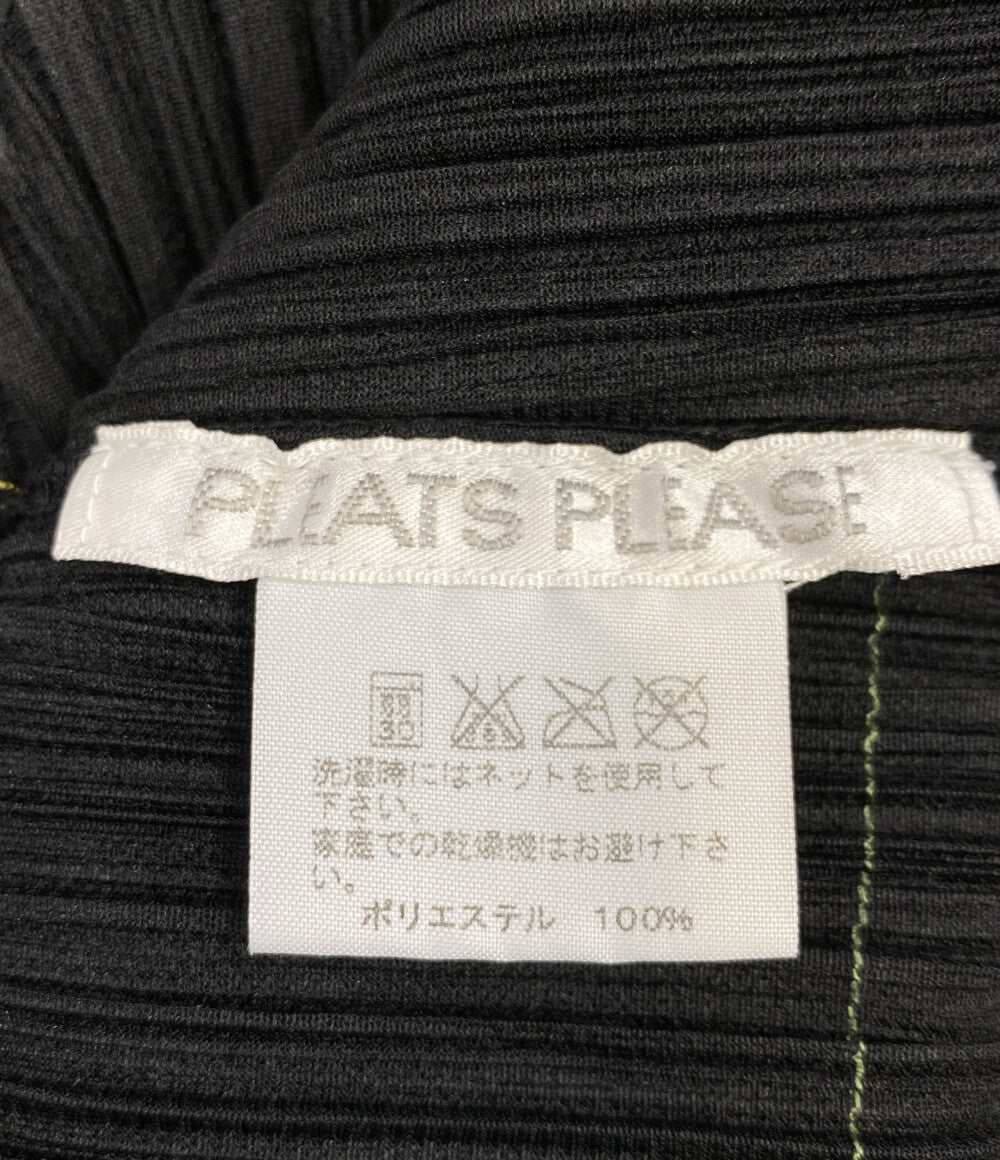 PLEATS PLEASE
弱
30
洗濯時にはネットを使用して
下さい。
家庭での乾燥機はお避け下さ
い。
ポリエステル 100%